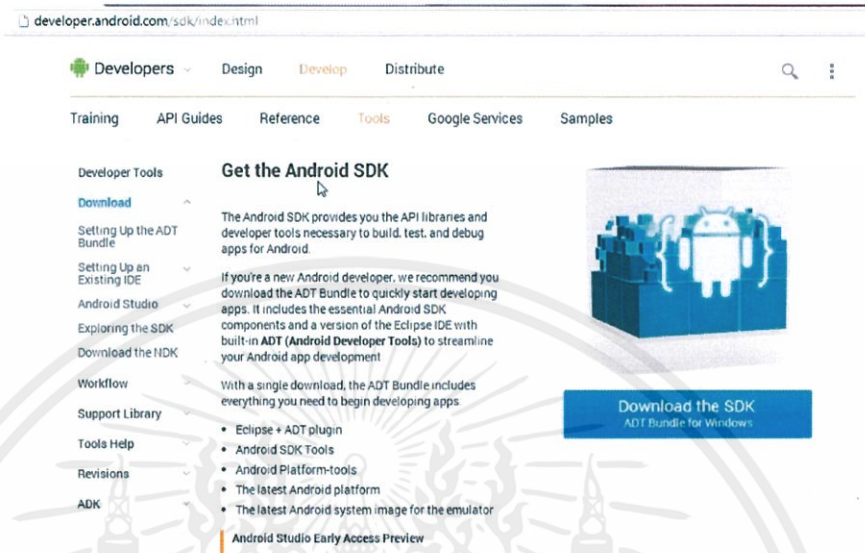 developer.android.com/sdk/index.html
Developers Design Develop Distribute
Training API Guides Reference Tools Google Services Samples
Developer Tools
Download
Setting Up the ADT
Bundle
Setting Up an
Existing IDE
Android Studio
Exploring the SDK
Download the NDK
Workflow
Support Library
Tools Help
Revisions
ADK
Get the Android SDK
The Android SDK provides you the API libraries and
developer tools necessary to build, test, and debug
apps for Android.
If you're a new Android developer, we recommend you
download the ADT Bundle to quickly start developing
apps. It includes the essential Android SDK
components and a version of the Eclipse IDE with
built-in ADT (Android Developer Tools) to streamline
your Android app development
With a single download, the ADT Bundle includes
everything you need to begin developing apps
• Eclipse + ADT plugin
• Android SDK Tools
• Android Platform-tools
• The latest Android platform
• The latest Android system image for the emulator
Android Studio Early Access Preview
Download the SDK
ADT Bundle for Windows